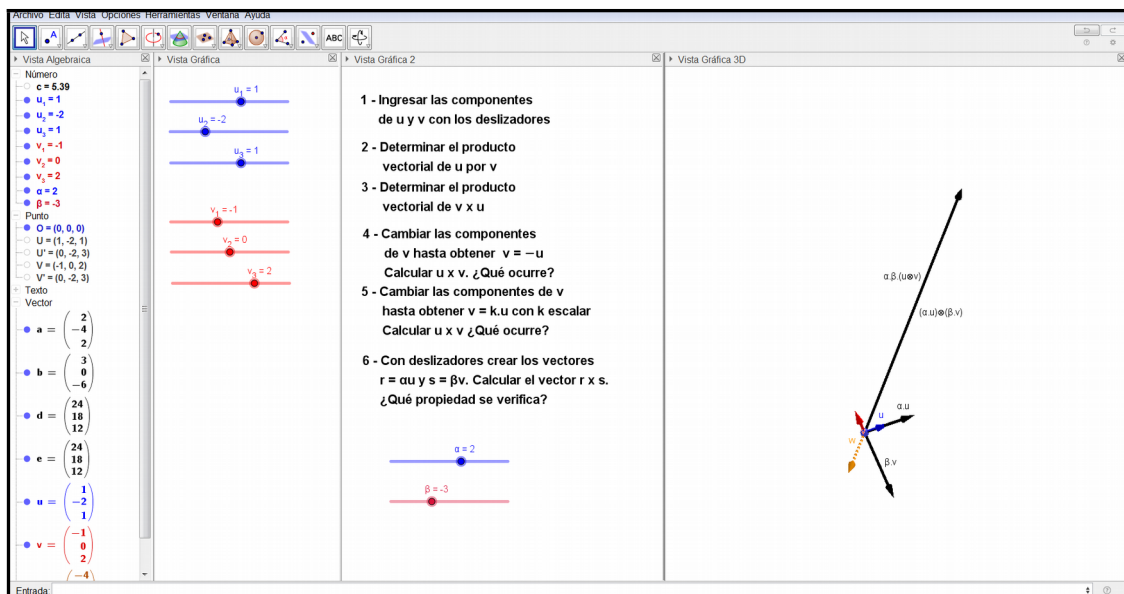 Archivo Edita Vista Opciones Herramientas Ventana Ayuda
ABC
Vista Algebraica
Número
c = 5.39
u₁ = 1
u₂ = -2
u₃ = 1
v₁ = -1
v₂ = 0
v₃ = 2
α = 2
β = -3
Punto
O = (0, 0, 0)
U = (1, -2, 1)
U' = (0, -2, 3)
V = (-1, 0, 2)
V' = (0, -2, 3)
Texto
Vector
a = (2
−4
2)
b = (3
0
−6)
d = (24
18
12)
e = (24
18
12)
u = (1
−2
1)
v = (−1
0
2)
(−4
Vista Gráfica
u₁ = 1
u₂ = -2
u₃ = 1
v₁ = -1
v₂ = 0
v₃ = 2
Vista Gráfica 2
1 - Ingresar las componentes
de u y v con los deslizadores
2 - Determinar el producto
vectorial de u por v
3 - Determinar el producto
vectorial de v x u
4 - Cambiar las componentes
de v hasta obtener v = −u
Calcular u x v. ¿Qué ocurre?
5 - Cambiar las componentes de v
hasta obtener v = k.u con k escalar
Calcular u x v ¿Qué ocurre?
6 - Con deslizadores crear los vectores
r = αu y s = βv. Calcular el vector r x s.
¿Qué propiedad se verifica?
α = 2
β = -3
Vista Gráfica 3D
α.β.(u⊗v)
(α.u)⊗(β.v)
α.u
u
w
β.v
Entrada: